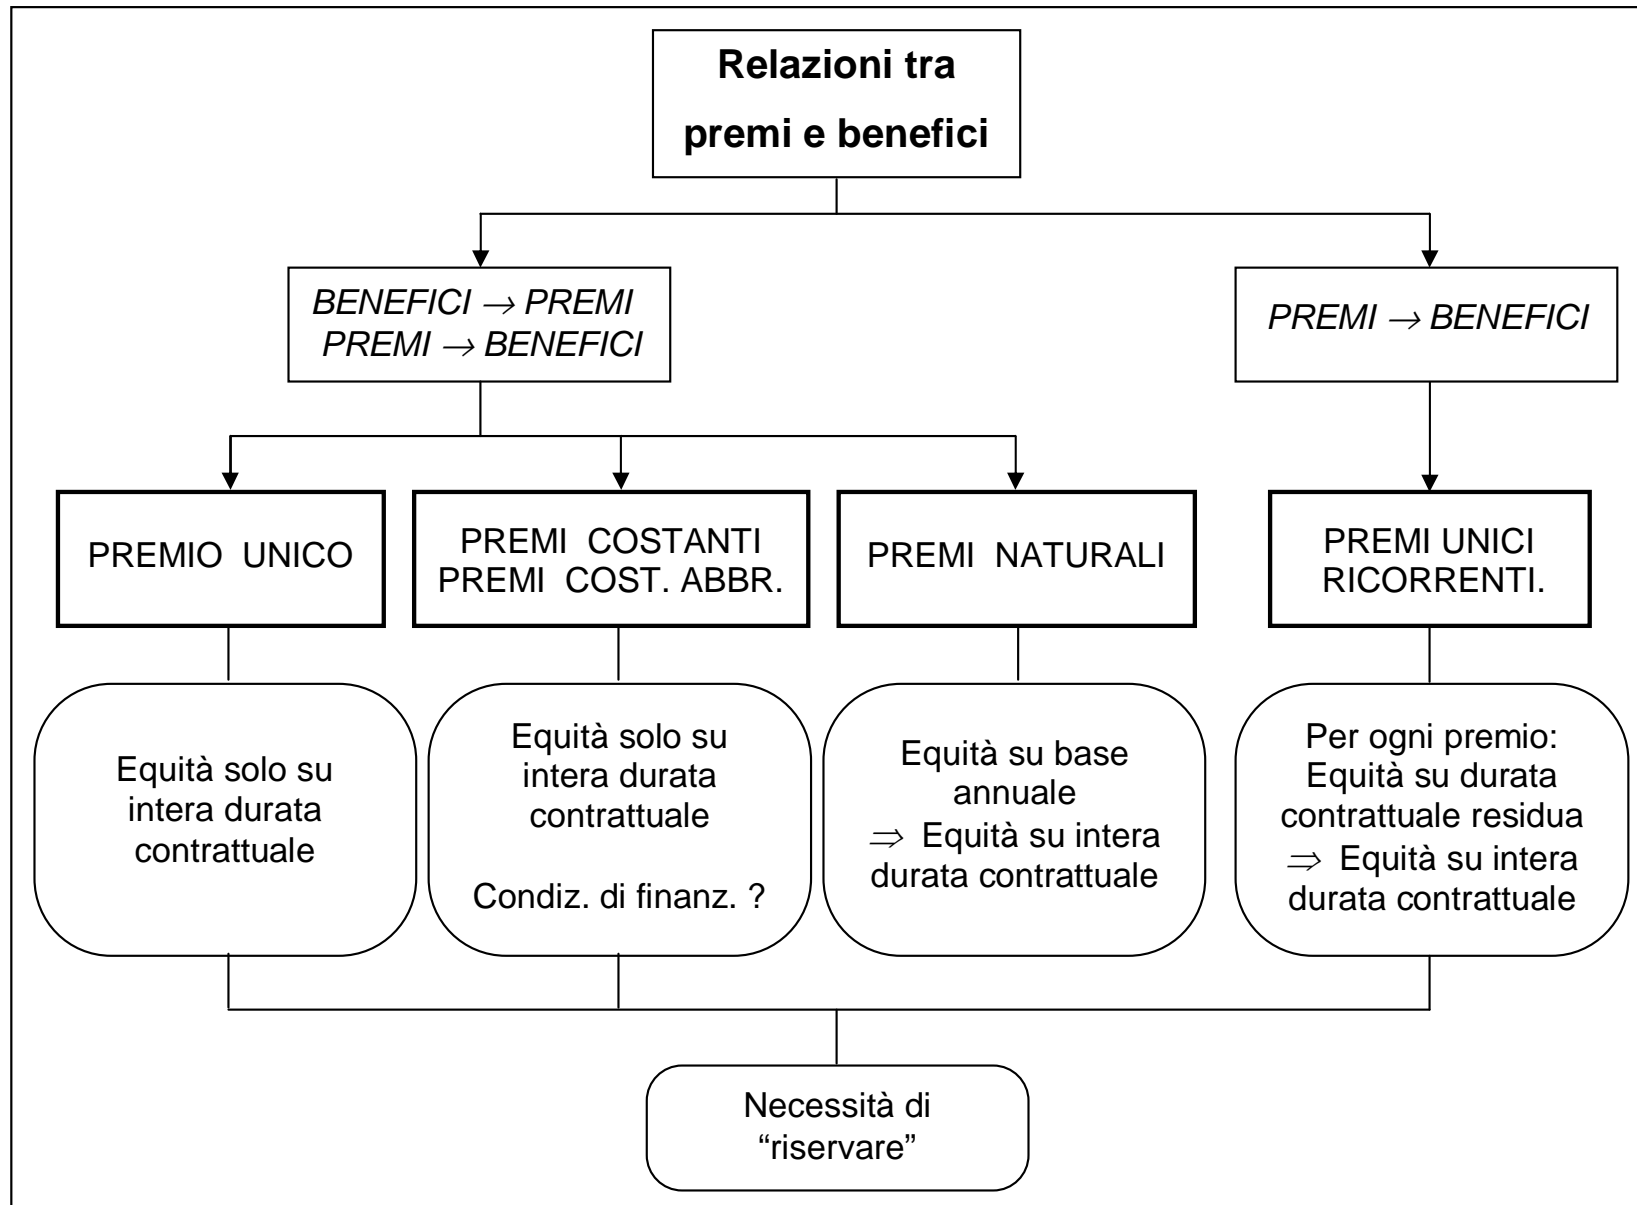 Relazioni tra
premi e benefici
BENEFICI → PREMI
PREMI → BENEFICI
PREMI → BENEFICI
PREMIO UNICO
PREMI COSTANTI
PREMI COST. ABBR.
PREMI NATURALI
PREMI UNICI
RICORRENTI.
Equità solo su
intera durata
contrattuale
Equità solo su
intera durata
contrattuale
Condiz. di finanz. ?
Equità su base
annuale
⇒ Equità su intera
durata contrattuale
Per ogni premio:
Equità su durata
contrattuale residua
⇒ Equità su intera
durata contrattuale
Necessità di
“riservare”